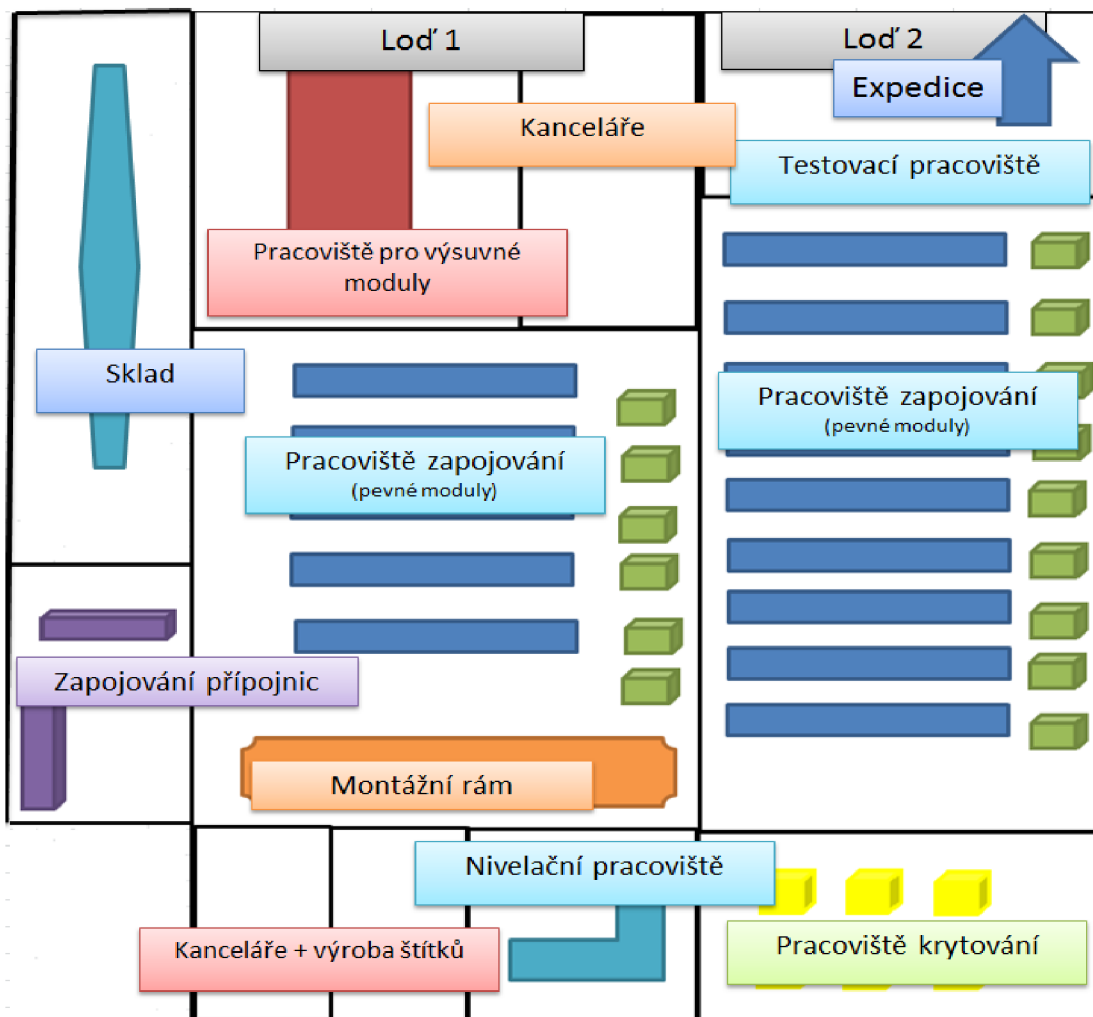 Loď 1
Loď 2
Expedice
Kanceláře
Testovací pracoviště
Pracoviště pro výsuvné
moduly
Sklad
Pracoviště zapojování
(pevné moduly)
Pracoviště zapojování
(pevné moduly)
Zapojování přípojnic
Montážní rám
Nivelační pracoviště
Kanceláře + výroba štítků
Pracoviště krytování